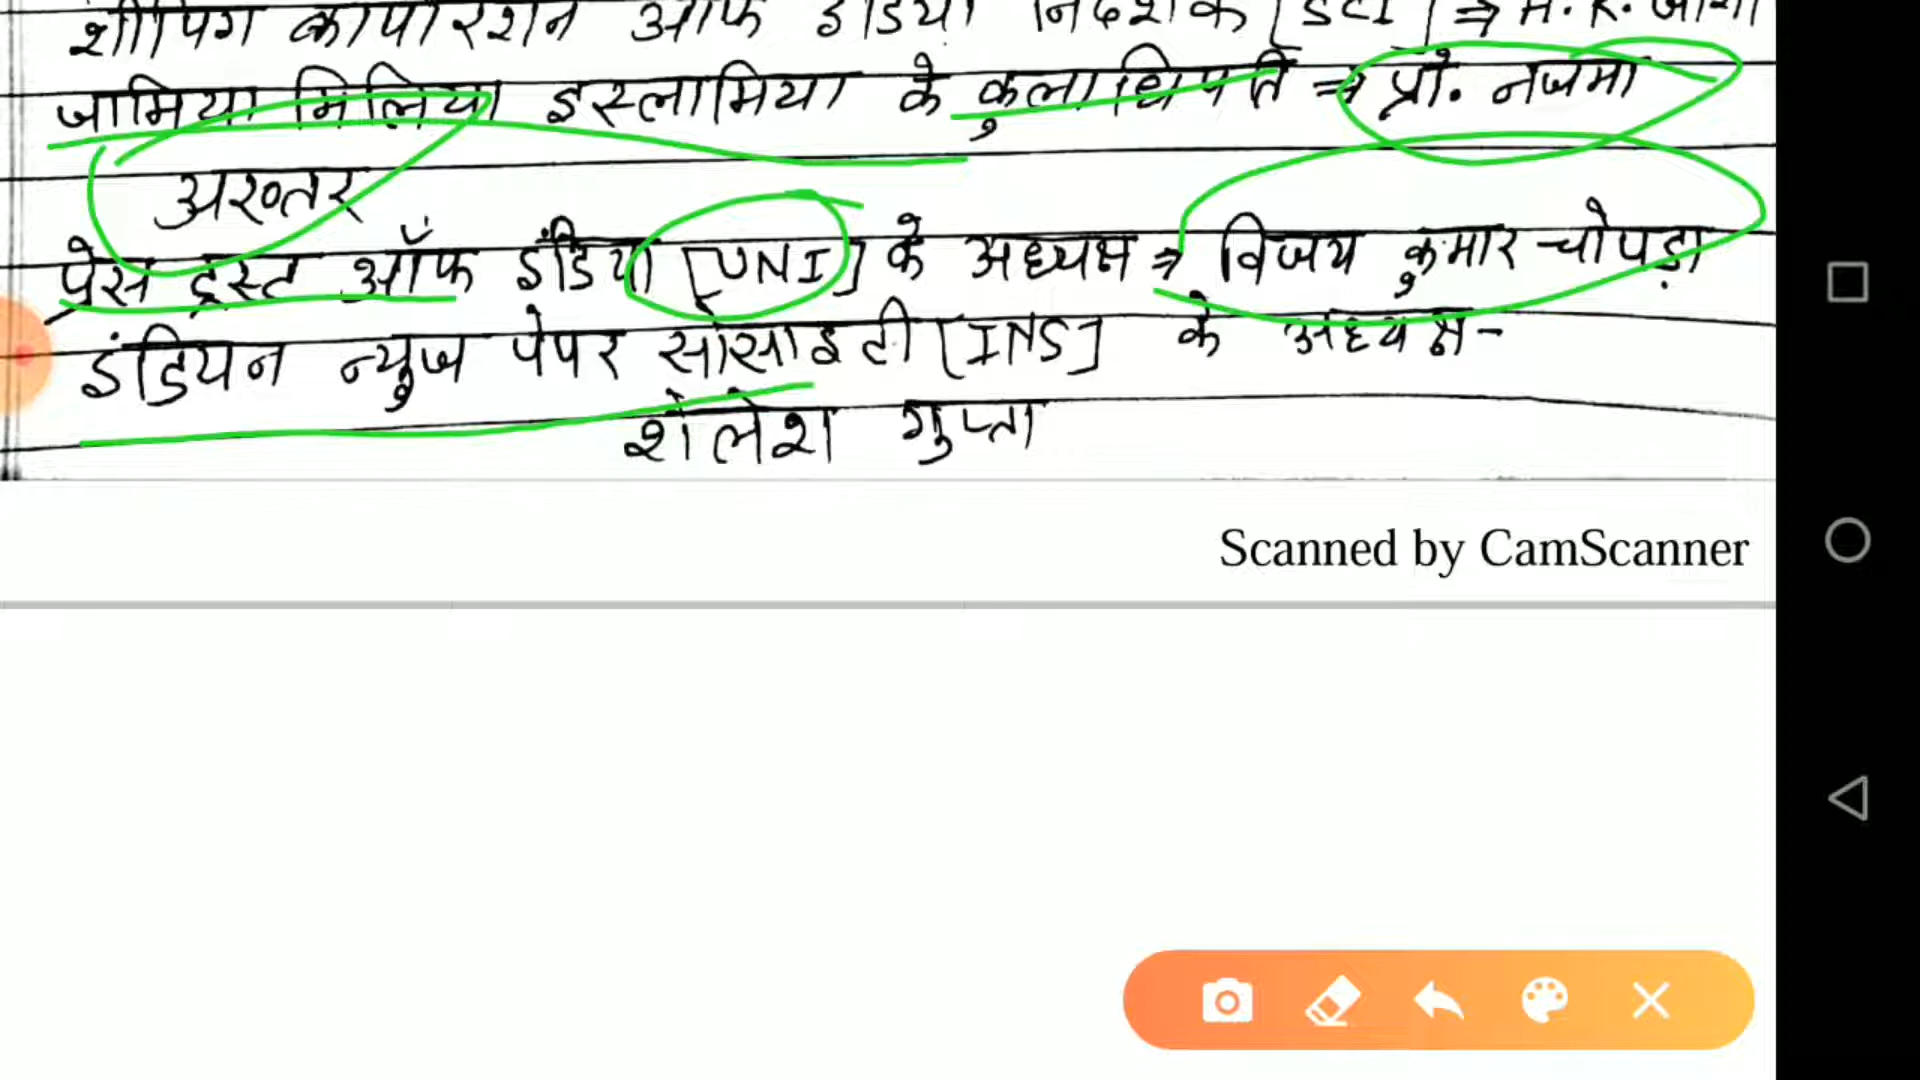 शीपिंग कार्पोरेशन ऑफ इंडिया निदेशक
जामिया मिलिया इस्लामिया के कुलाधिपति ⇒ प्रो. नजमा
अख्तर
प्रेस ट्रस्ट ऑफ इंडिया [UNI] के अध्यक्ष ⇒ विजय कुमार चोपड़ा
इंडियन न्युज पेपर सोसाइटी [INS] के अध्यक्ष-
शैलेश गुप्ता
Scanned by CamScanner